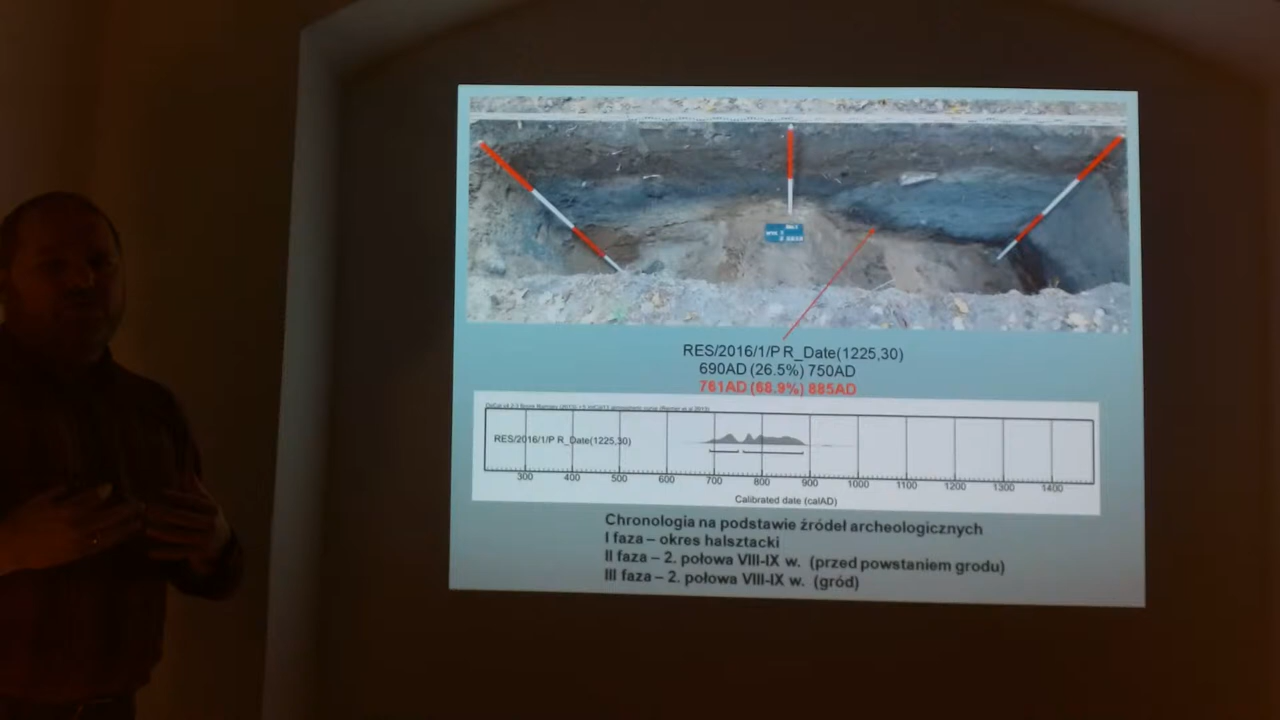 RES/2016/1/P R_Date(1225,30)
690AD (26.5%) 750AD
761AD (68.9%) 885AD
RES/2016/1/P R_Date(1225,30)
300 400 500 600 700 800 900 1000 1100 1200 1300 1400
Calibrated date (calAD)
Chronologia na podstawie źródeł archeologicznych
I faza – okres halsztacki
II faza – 2. połowa VIII-IX w. (przed powstaniem grodu)
III faza – 2. połowa VIII-IX w. (gród)